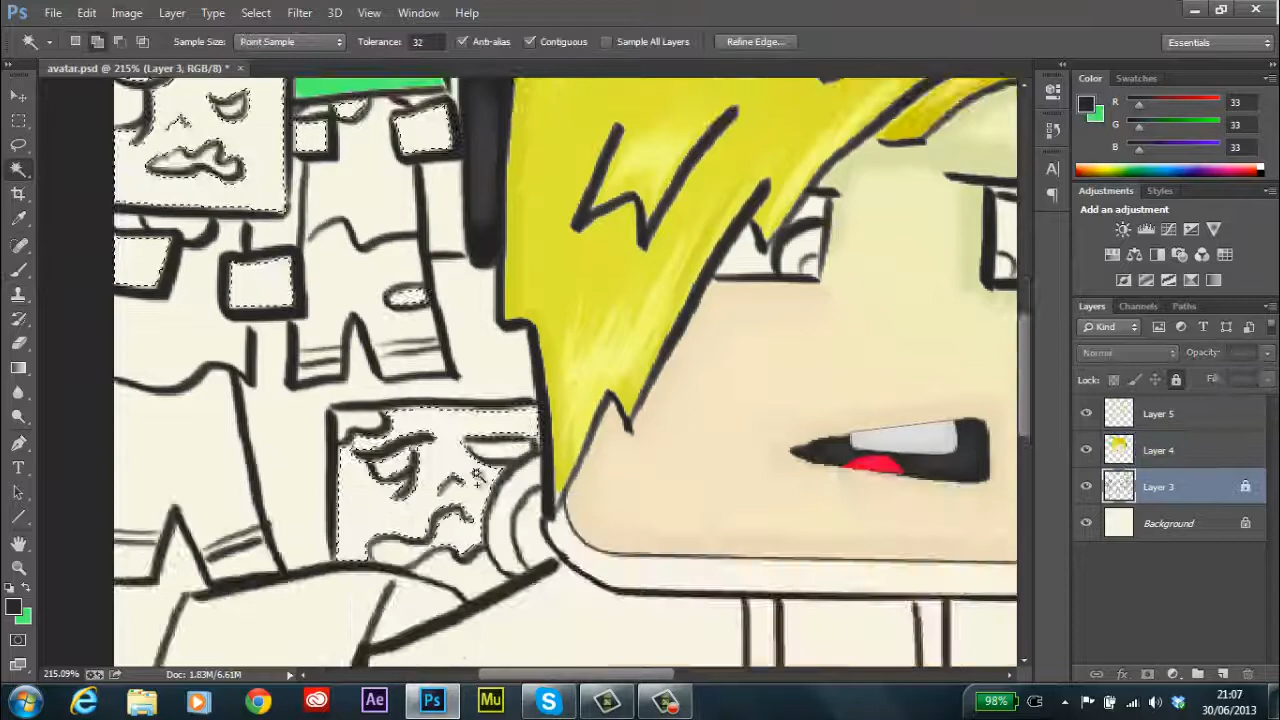 Ps File Edit Image Layer Type Select Filter 3D View Window Help
Sample Size: Point Sample Tolerance: 32 Anti-alias Contiguous Sample All Layers Refine Edge... Essentials
avatar.psd @ 215% (Layer 3, RGB/8) * ×
Color Swatches
R 33
G 33
B 33
Adjustments Styles
Add an adjustment
Layers Channels Paths
Kind
Normal Opacity:
Lock: Fill:
Layer 5
Layer 4
Layer 3
Background
215.09% Doc: 1.83M/6.61M
Ae Ps Mu S 98% 21:07
30/06/2013